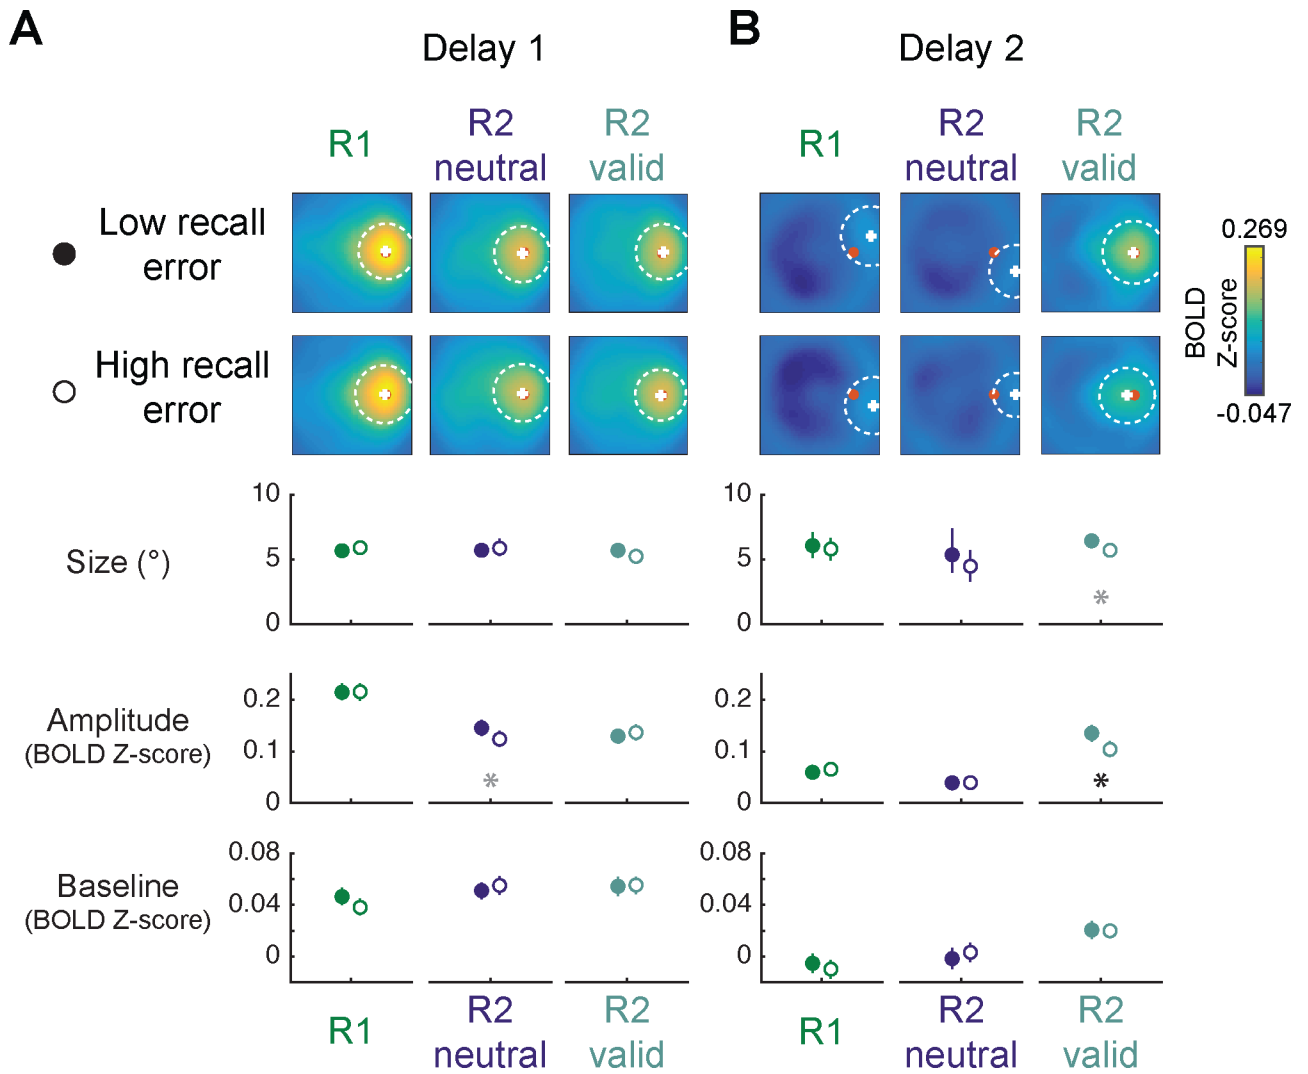 A
B
Delay 1
Delay 2
R1
R2
neutral
R2
valid
R1
R2
neutral
R2
valid
Low recall
error
High recall
error
0.269
BOLD
Z-score
-0.047
Size (°)
10
5
0
10
5
0
*
Amplitude
(BOLD Z-score)
0.2
0.1
0
*
0.2
0.1
0
*
Baseline
(BOLD Z-score)
0.08
0.04
0
0.08
0.04
0
R1
R2
neutral
R2
valid
R1
R2
neutral
R2
valid